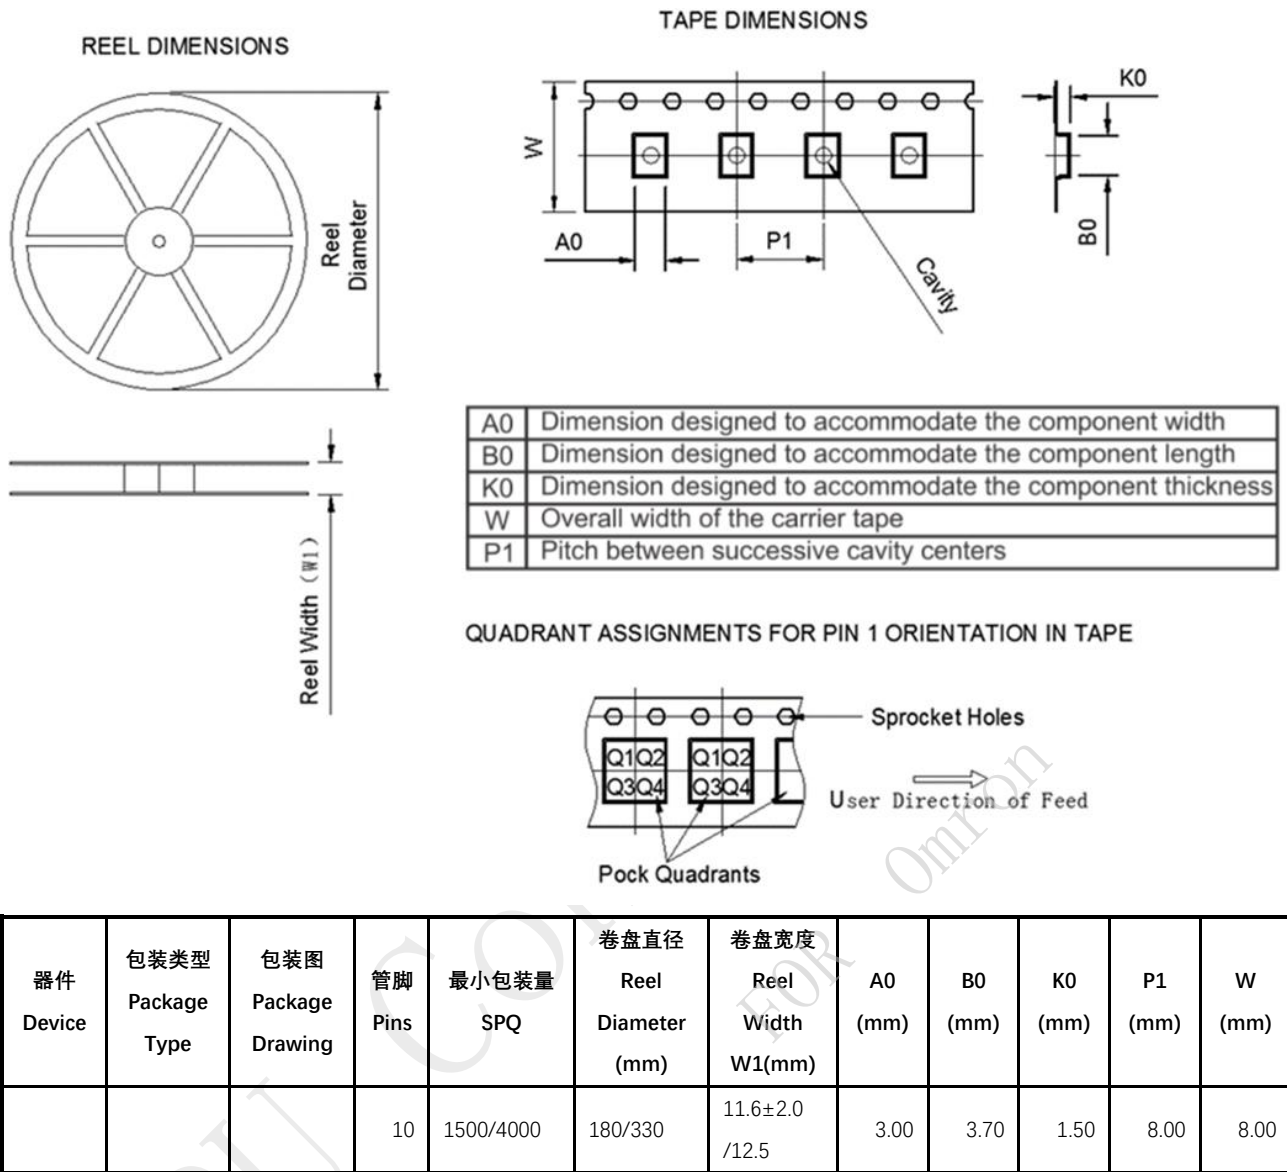 REEL DIMENSIONS
TAPE DIMENSIONS
Reel
Diameter
W
A0
P1
Cavity
K0
B0
Reel Width（W1）
A0 Dimension designed to accommodate the component width
B0 Dimension designed to accommodate the component length
K0 Dimension designed to accommodate the component thickness
W Overall width of the carrier tape
P1 Pitch between successive cavity centers
QUADRANT ASSIGNMENTS FOR PIN 1 ORIENTATION IN TAPE
Sprocket Holes
Q1 Q2 Q1 Q2
Q3 Q4 Q3 Q4
User Direction of Feed
Pock Quadrants
FOR Omron
器件
Device
包装类型
Package
Type
包装图
Package
Drawing
管脚
Pins
最小包装量
SPQ
卷盘直径
Reel
Diameter
(mm)
卷盘宽度
Reel
Width
W1(mm)
A0
(mm)
B0
(mm)
K0
(mm)
P1
(mm)
W
(mm)
10 1500/4000 180/330 11.6±2.0
/12.5 3.00 3.70 1.50 8.00 8.00